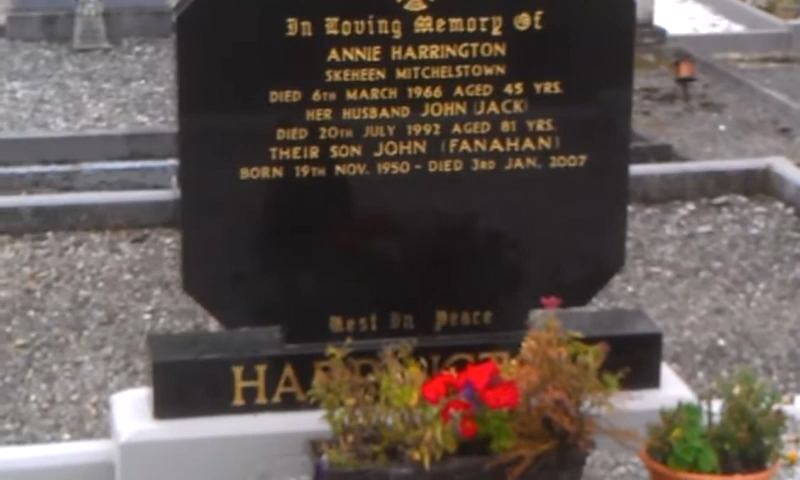 In Loving Memory Of
ANNIE HARRINGTON
SKEHEEN MITCHELSTOWN
DIED 6TH MARCH 1966 AGED 45 YRS.
HER HUSBAND JOHN (JACK)
DIED 20TH JULY 1992 AGED 81 YRS.
THEIR SON JOHN (FANAHAN)
BORN 19TH NOV. 1950 - DIED 3RD JAN. 2007
Rest In Peace
HARRINGT